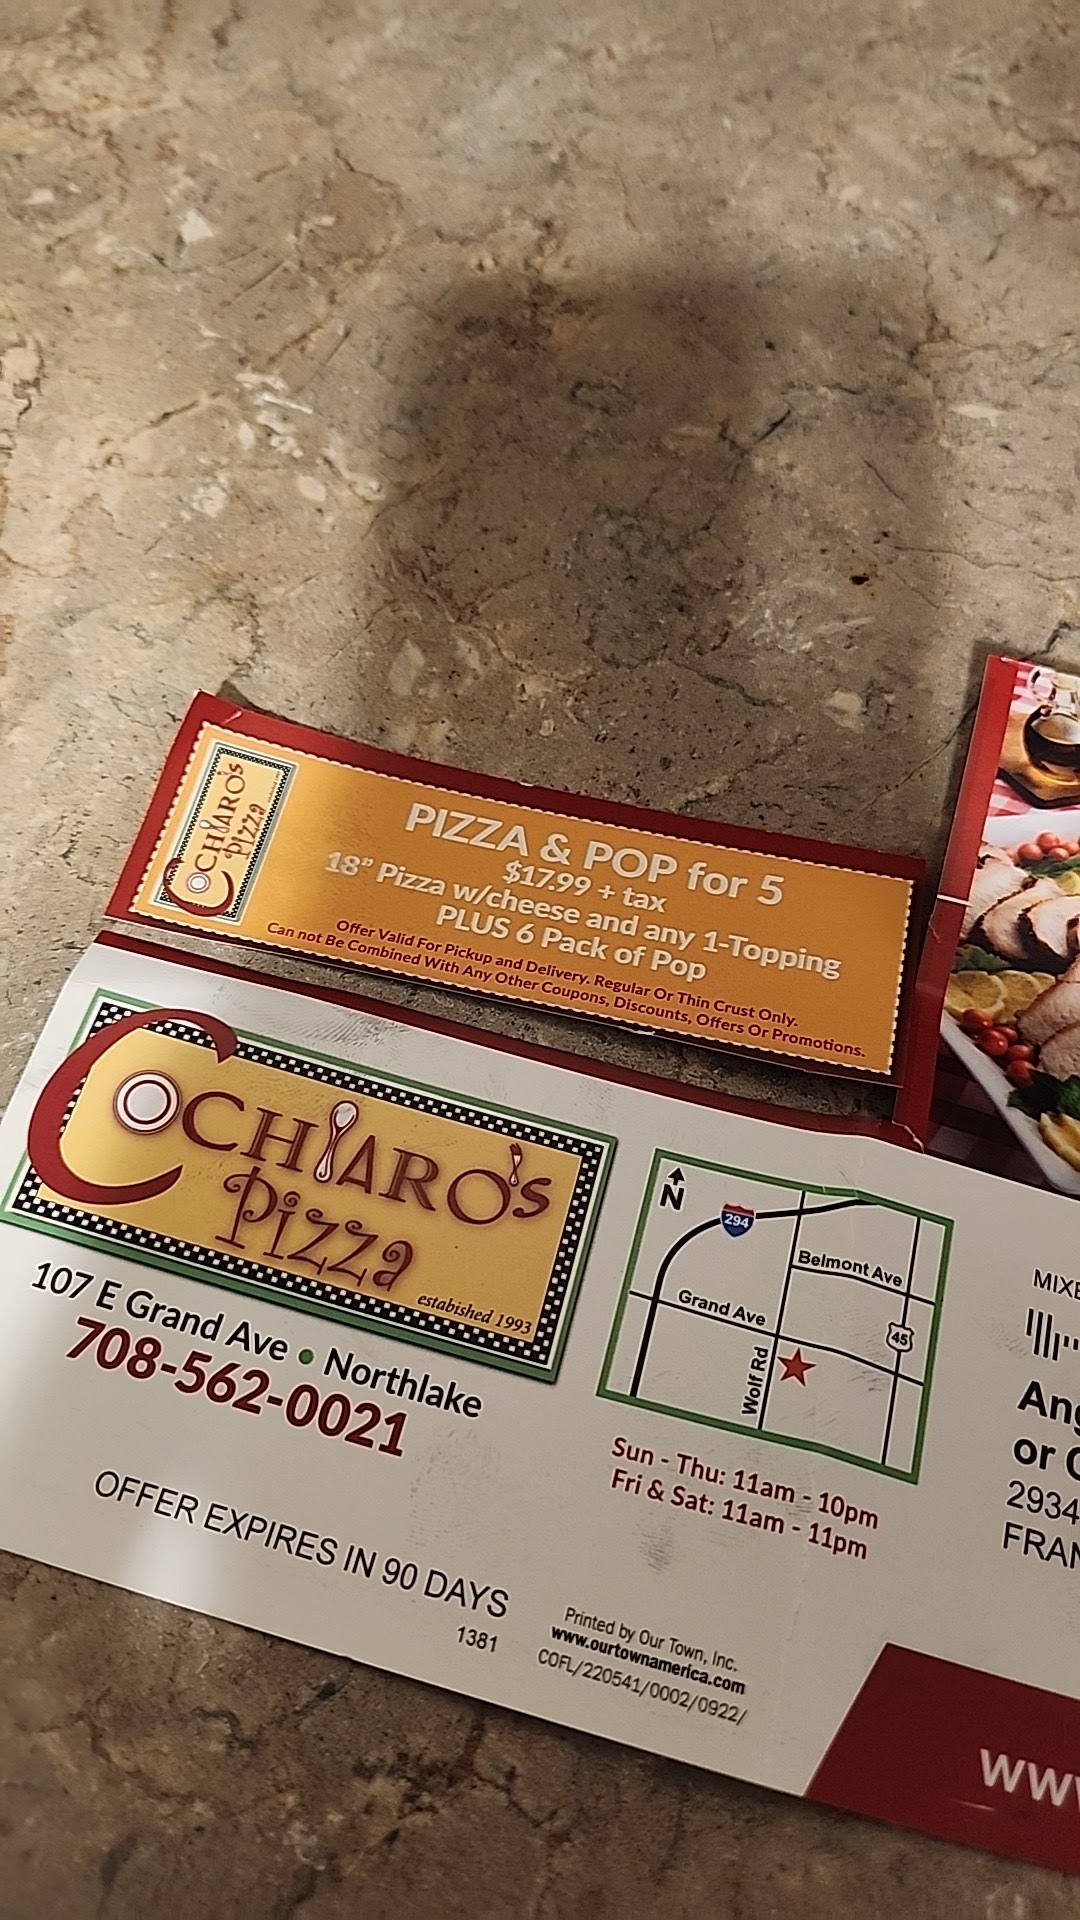 COCHIARO'S
PIZZA
PIZZA & POP for 5
$17.99 + tax
18" Pizza w/cheese and any 1-Topping
PLUS 6 Pack of Pop
Offer Valid For Pickup and Delivery. Regular Or Thin Crust Only.
Can not Be Combined With Any Other Coupons, Discounts, Offers Or Promotions.
COCHIARO'S
Pizza
estabished 1993
107 E Grand Ave • Northlake
708-562-0021
OFFER EXPIRES IN 90 DAYS
1381
N
294
Belmont Ave
Grand Ave
45
Wolf Rd
Sun - Thu: 11am - 10pm
Fri & Sat: 11am - 11pm
Printed by Our Town, Inc.
www.ourtownamerica.com
COFL/220541/0002/0922/
MIXE
Ang
or C
2934
FRAN
WW